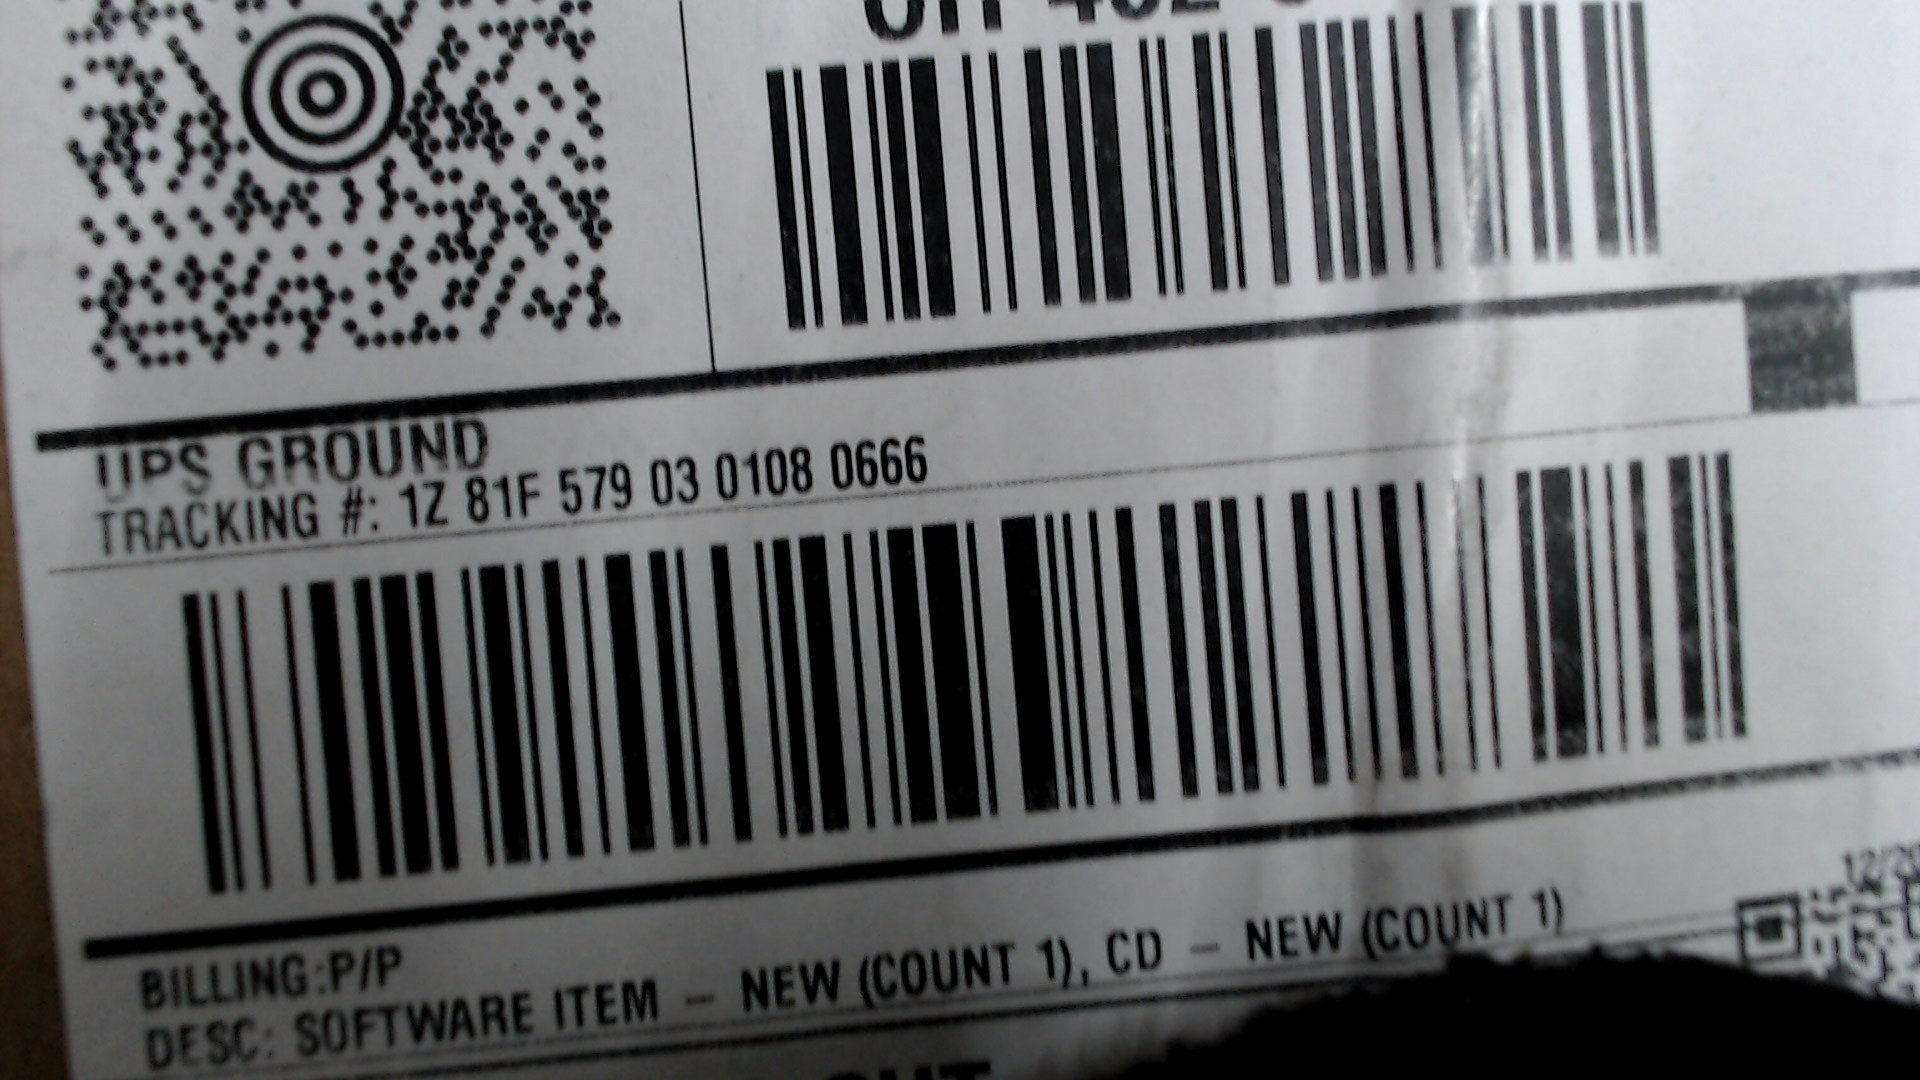 UPS GROUND
TRACKING #: 1Z 81F 579 03 0108 0666
BILLING:P/P
DESC: SOFTWARE ITEM - NEW (COUNT 1), CD - NEW (COUNT 1)